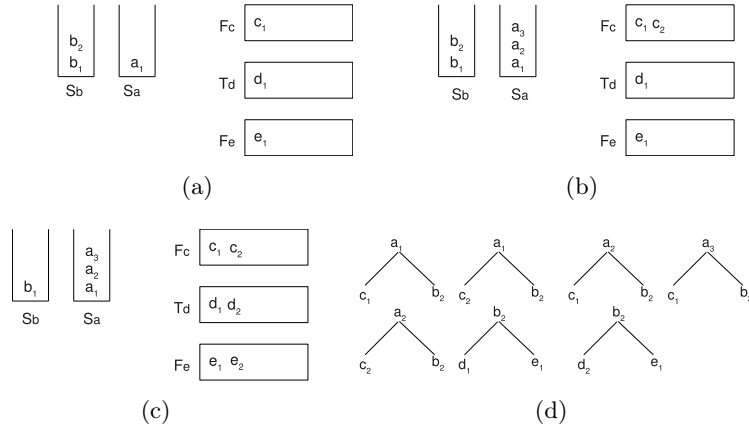 b₂
b₁ a₁
Sb Sa
Fc c₁
Td d₁
Fe e₁
(a)
b₂
b₁
a₃
a₂
a₁
Sb Sa
Fc c₁ c₂
Td d₁
Fe e₁
(b)
b₁
a₃
a₂
a₁
Sb Sa
Fc c₁ c₂
Td d₁ d₂
Fe e₁ e₂
(c)
a₁ a₁ a₂ a₃
c₁ b₂ c₂ b₂ c₁ b₂ c₁ b₂
a₂ b₂ b₂
c₂ b₂ d₁ e₁ d₂ e₁
(d)